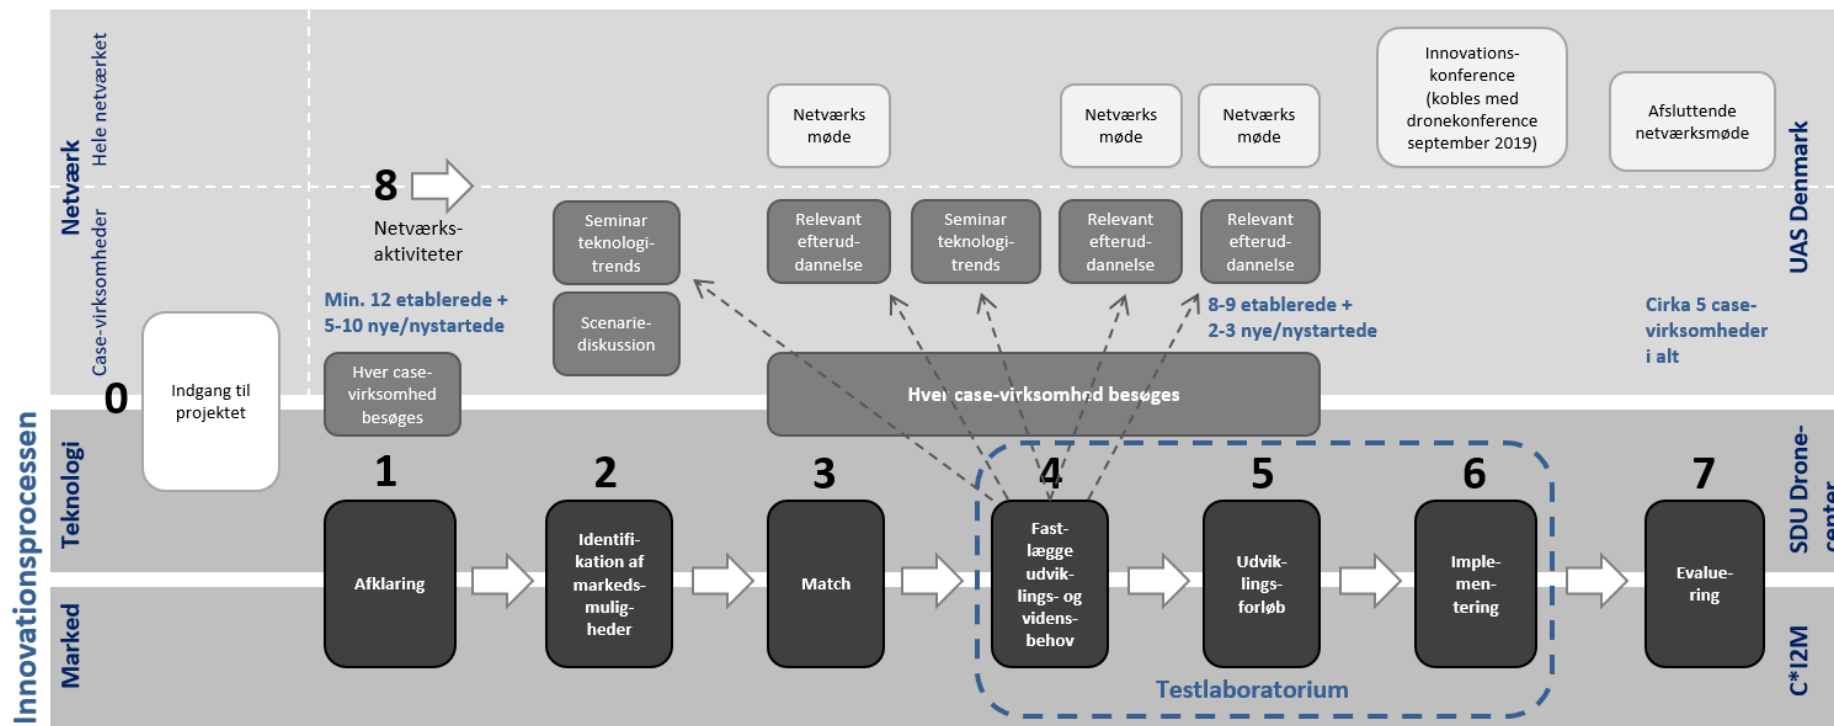 Innovationsprocessen
Netværk
Hele netværket
Case-virksomheder
Teknologi
Marked
UAS Denmark
SDU Drone-
center
C*I2M
Netværks
møde
Netværks
møde
Netværks
møde
Innovations-
konference
(kobles med
dronekonference
september 2019)
Afsluttende
netværksmøde
8
Netværks-
aktiviteter
Seminar
teknologi-
trends
Relevant
efterud-
dannelse
Seminar
teknologi-
trends
Relevant
efterud-
dannelse
Relevant
efterud-
dannelse
Min. 12 etablerede +
5-10 nye/nystartede
Scenarie-
diskussion
8-9 etablerede +
2-3 nye/nystartede
Cirka 5 case-
virksomheder
i alt
0
Indgang til
projektet
Hver case-
virksomhed
besøges
Hver case-virksomhed besøges
1
2
3
4
5
6
7
Afklaring
Identifi-
kation af
markeds-
mulig-
heder
Match
Fast-
lægge
udvik-
lings- og
videns-
behov
Udvik-
lings-
forløb
Imple-
men-
tering
Evalue-
ring
Testlaboratorium